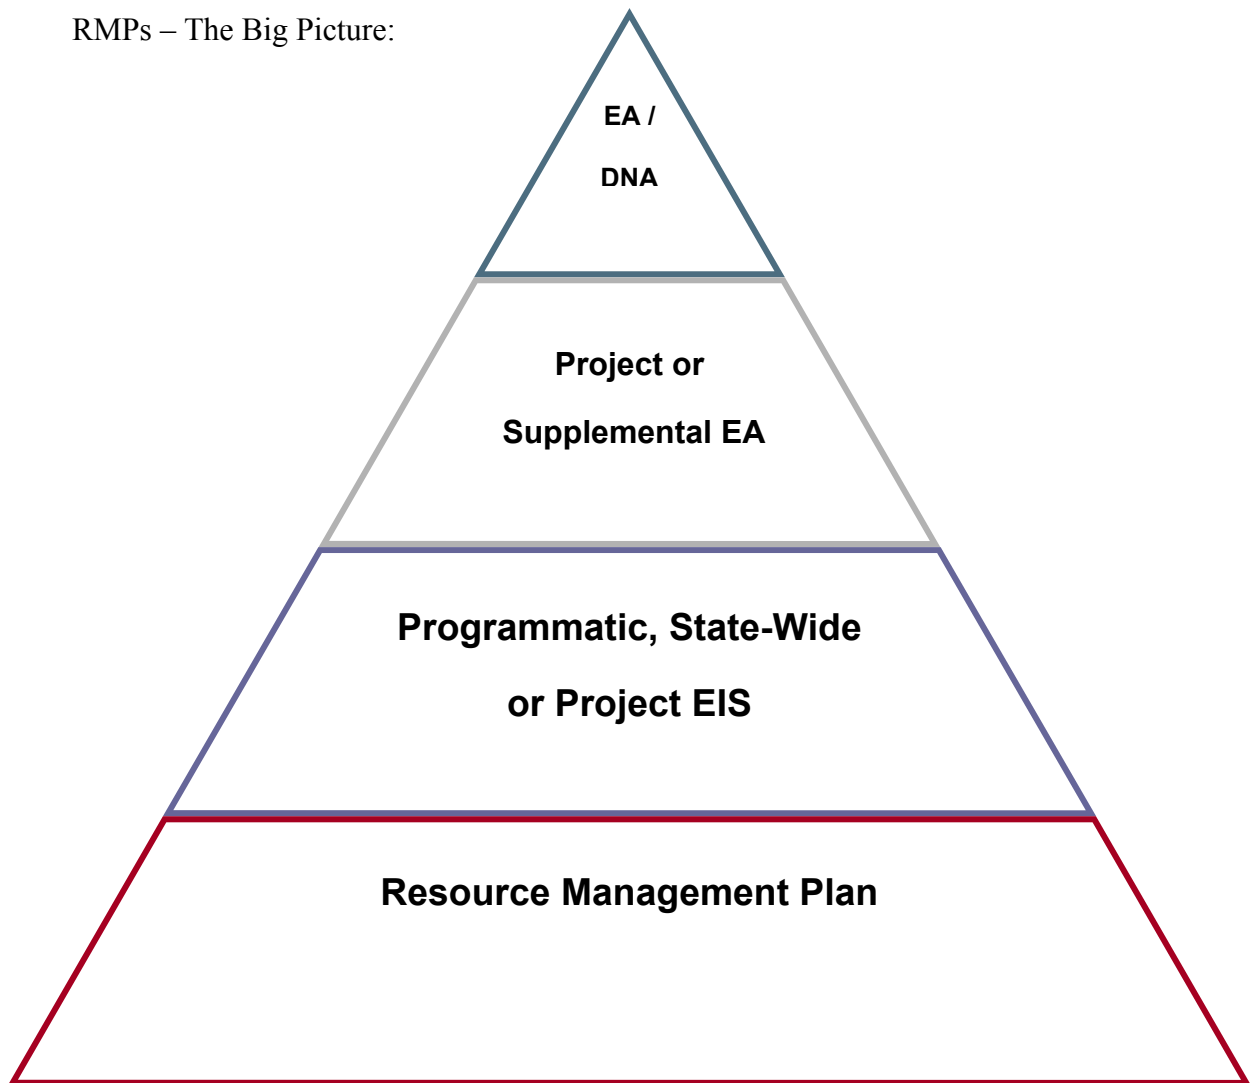 RMPs – The Big Picture:
EA /
DNA
Project or
Supplemental EA
Programmatic, State-Wide
or Project EIS
Resource Management Plan